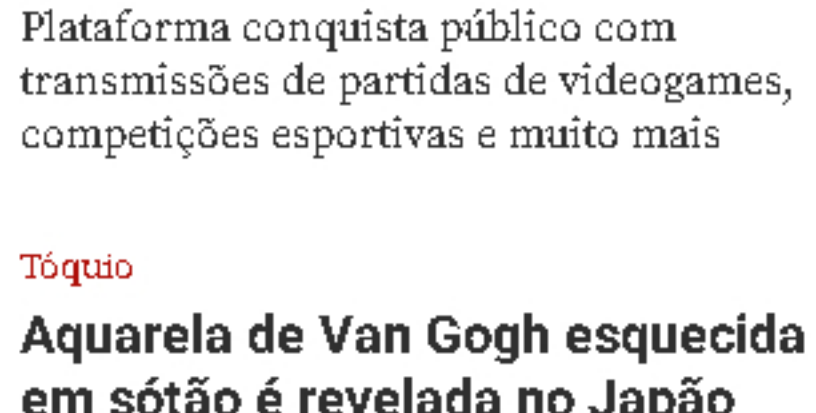 Plataforma conquista público com
transmissões de partidas de videogames,
competições esportivas e muito mais
Tóquio
Aquarela de Van Gogh esquecida
em sótão é revelada no Japão